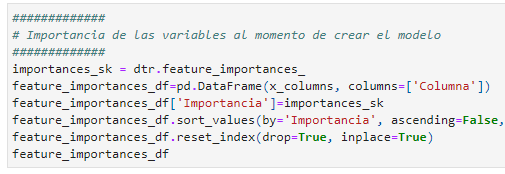 #############
# Importancia de las variables al momento de crear el modelo
#############
importances_sk = dtr.feature_importances_
feature_importances_df=pd.DataFrame(x_columns, columns=['Columna'])
feature_importances_df['Importancia']=importances_sk
feature_importances_df.sort_values(by='Importancia', ascending=False,
feature_importances_df.reset_index(drop=True, inplace=True)
feature_importances_df